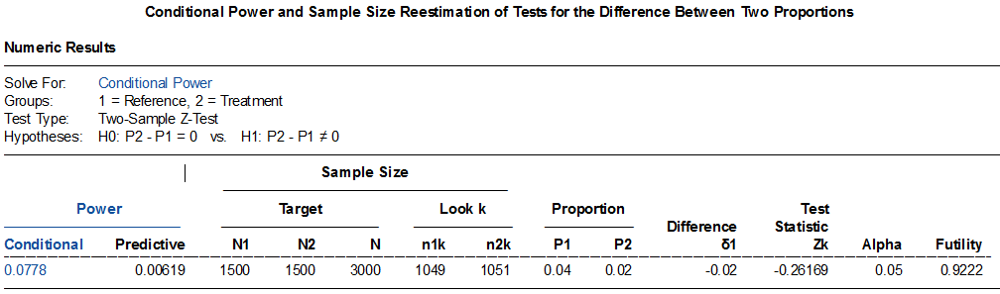 Conditional Power and Sample Size Reestimation of Tests for the Difference Between Two Proportions
Numeric Results
Solve For: Conditional Power
Groups: 1 = Reference, 2 = Treatment
Test Type: Two-Sample Z-Test
Hypotheses: H0: P2 - P1 = 0 vs. H1: P2 - P1 ≠ 0
Sample Size
Power Target Look k Proportion Test
Difference Statistic
Conditional Predictive N1 N2 N n1k n2k P1 P2 δ1 Zk Alpha Futility
0.0778 0.00619 1500 1500 3000 1049 1051 0.04 0.02 -0.02 -0.26169 0.05 0.9222